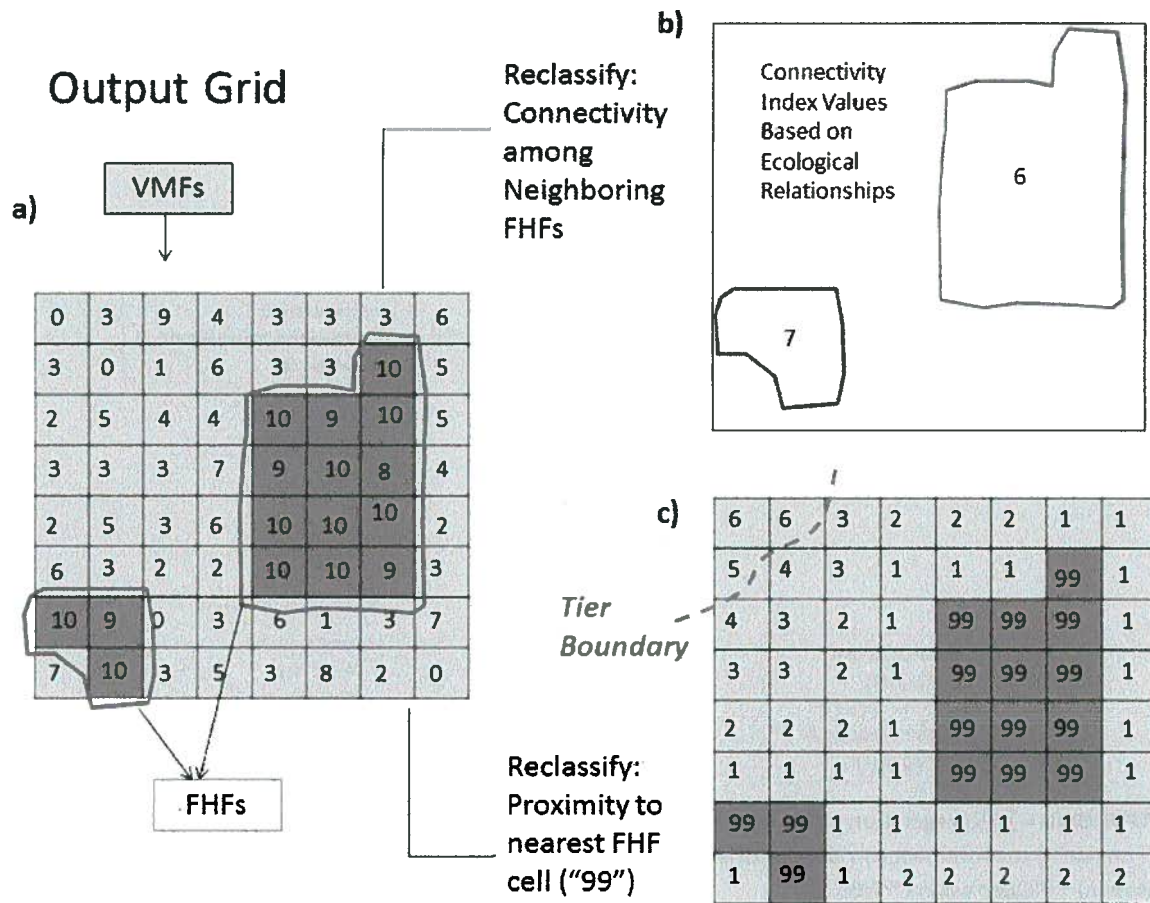 Output Grid
VMFs
a)
0 3 9 4 3 3 3 6
3 0 1 6 3 3 10 5
2 5 4 4 10 9 10 5
3 3 3 7 9 10 8 4
2 5 3 6 10 10 10 2
6 3 2 2 10 10 9 3
10 9 0 3 6 1 3 7
7 10 3 5 3 8 2 0
FHFs
Reclassify:
Connectivity
among
Neighboring
FHFs
Reclassify:
Proximity to
nearest FHF
cell (“99”)
b)
Connectivity
Index Values
Based on
Ecological
Relationships
6
7
Tier
Boundary
c)
6 6 3 2 2 2 1 1
5 4 3 1 1 1 99 1
4 3 2 1 99 99 99 1
3 3 2 1 99 99 99 1
2 2 2 1 99 99 99 1
1 1 1 1 99 99 99 1
99 99 1 1 1 1 1 1
1 99 1 2 2 2 2 2